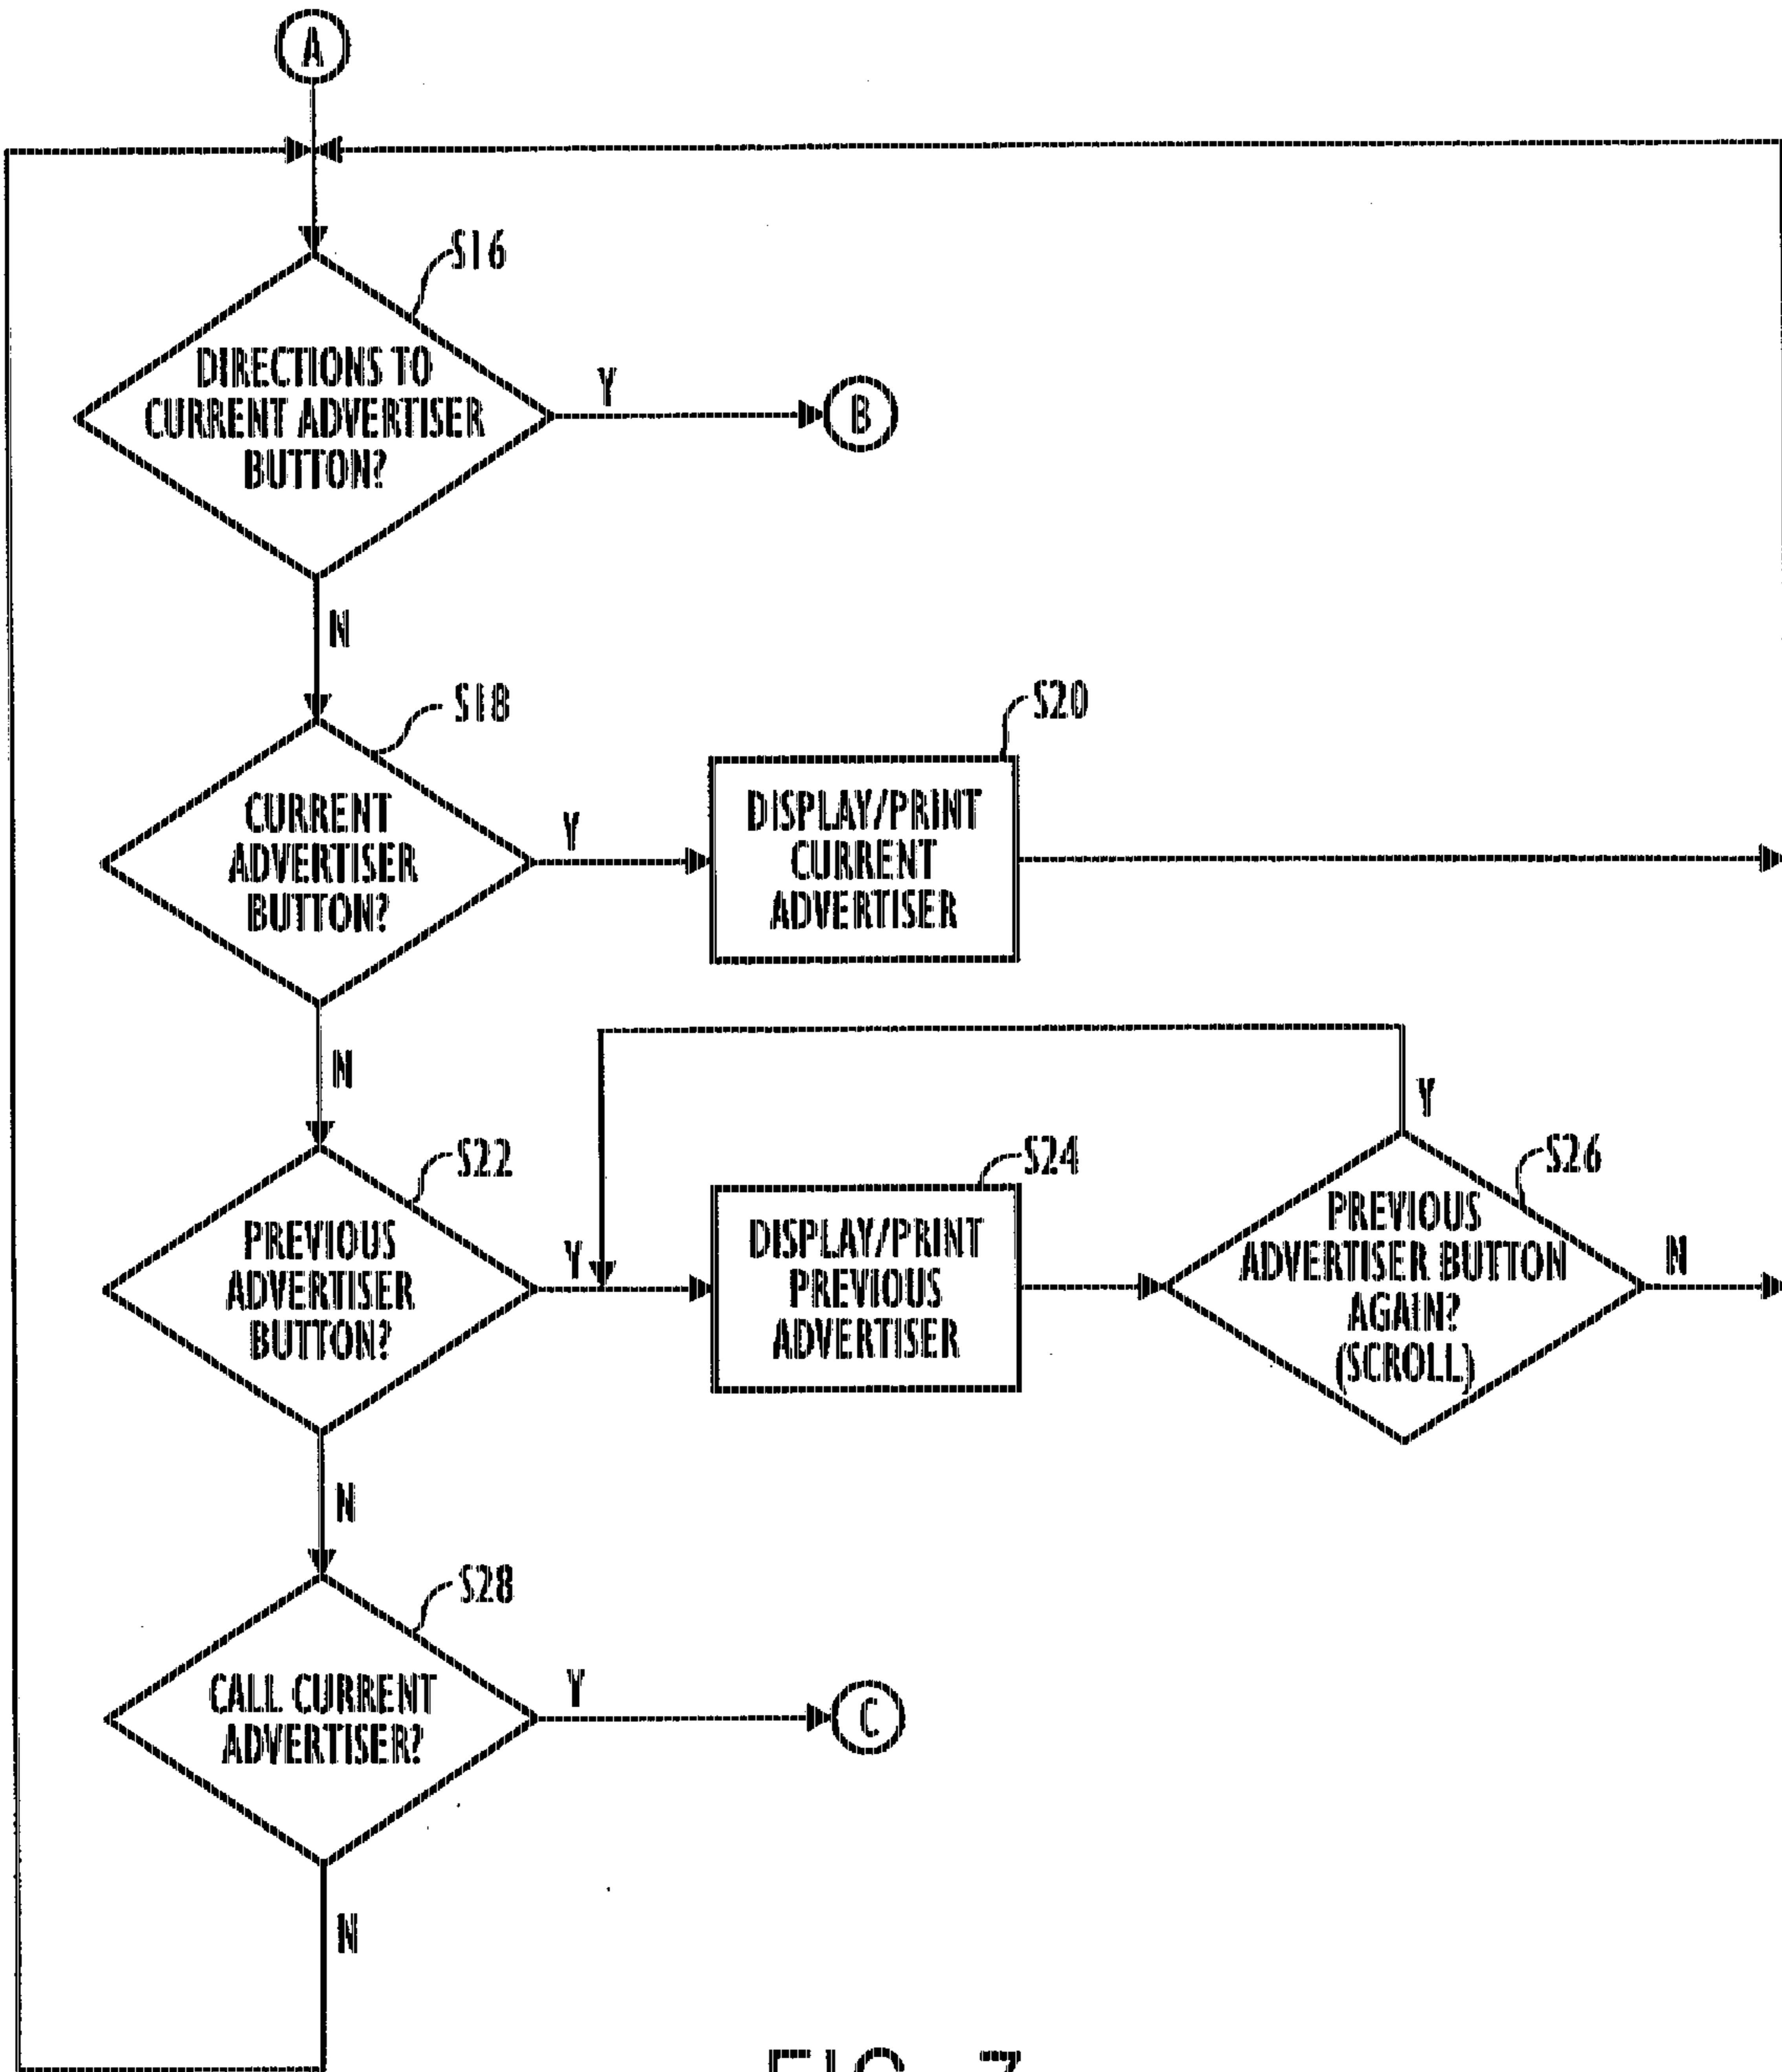 A
S16
DIRECTIONS TO
CURRENT ADVERTISER
BUTTON?
Y
B
N
S18
CURRENT
ADVERTISER
BUTTON?
Y
S20
DISPLAY/PRINT
CURRENT
ADVERTISER
N
S22
PREVIOUS
ADVERTISER
BUTTON?
Y
S24
DISPLAY/PRINT
PREVIOUS
ADVERTISER
Y
S26
PREVIOUS
ADVERTISER BUTTON
AGAIN?
(SCROLL)
N
N
S28
CALL CURRENT
ADVERTISER?
Y
C
N